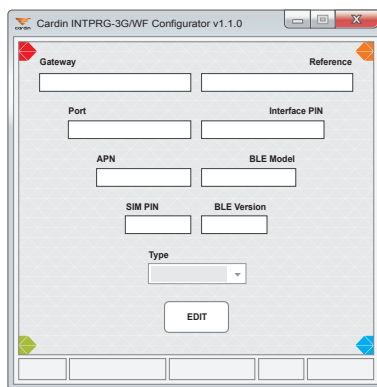 Cardin INTPRG-3G/WF Configurator v1.1.0
Gateway Reference
Port Interface PIN
APN BLE Model
SIM PIN BLE Version
Type
EDIT